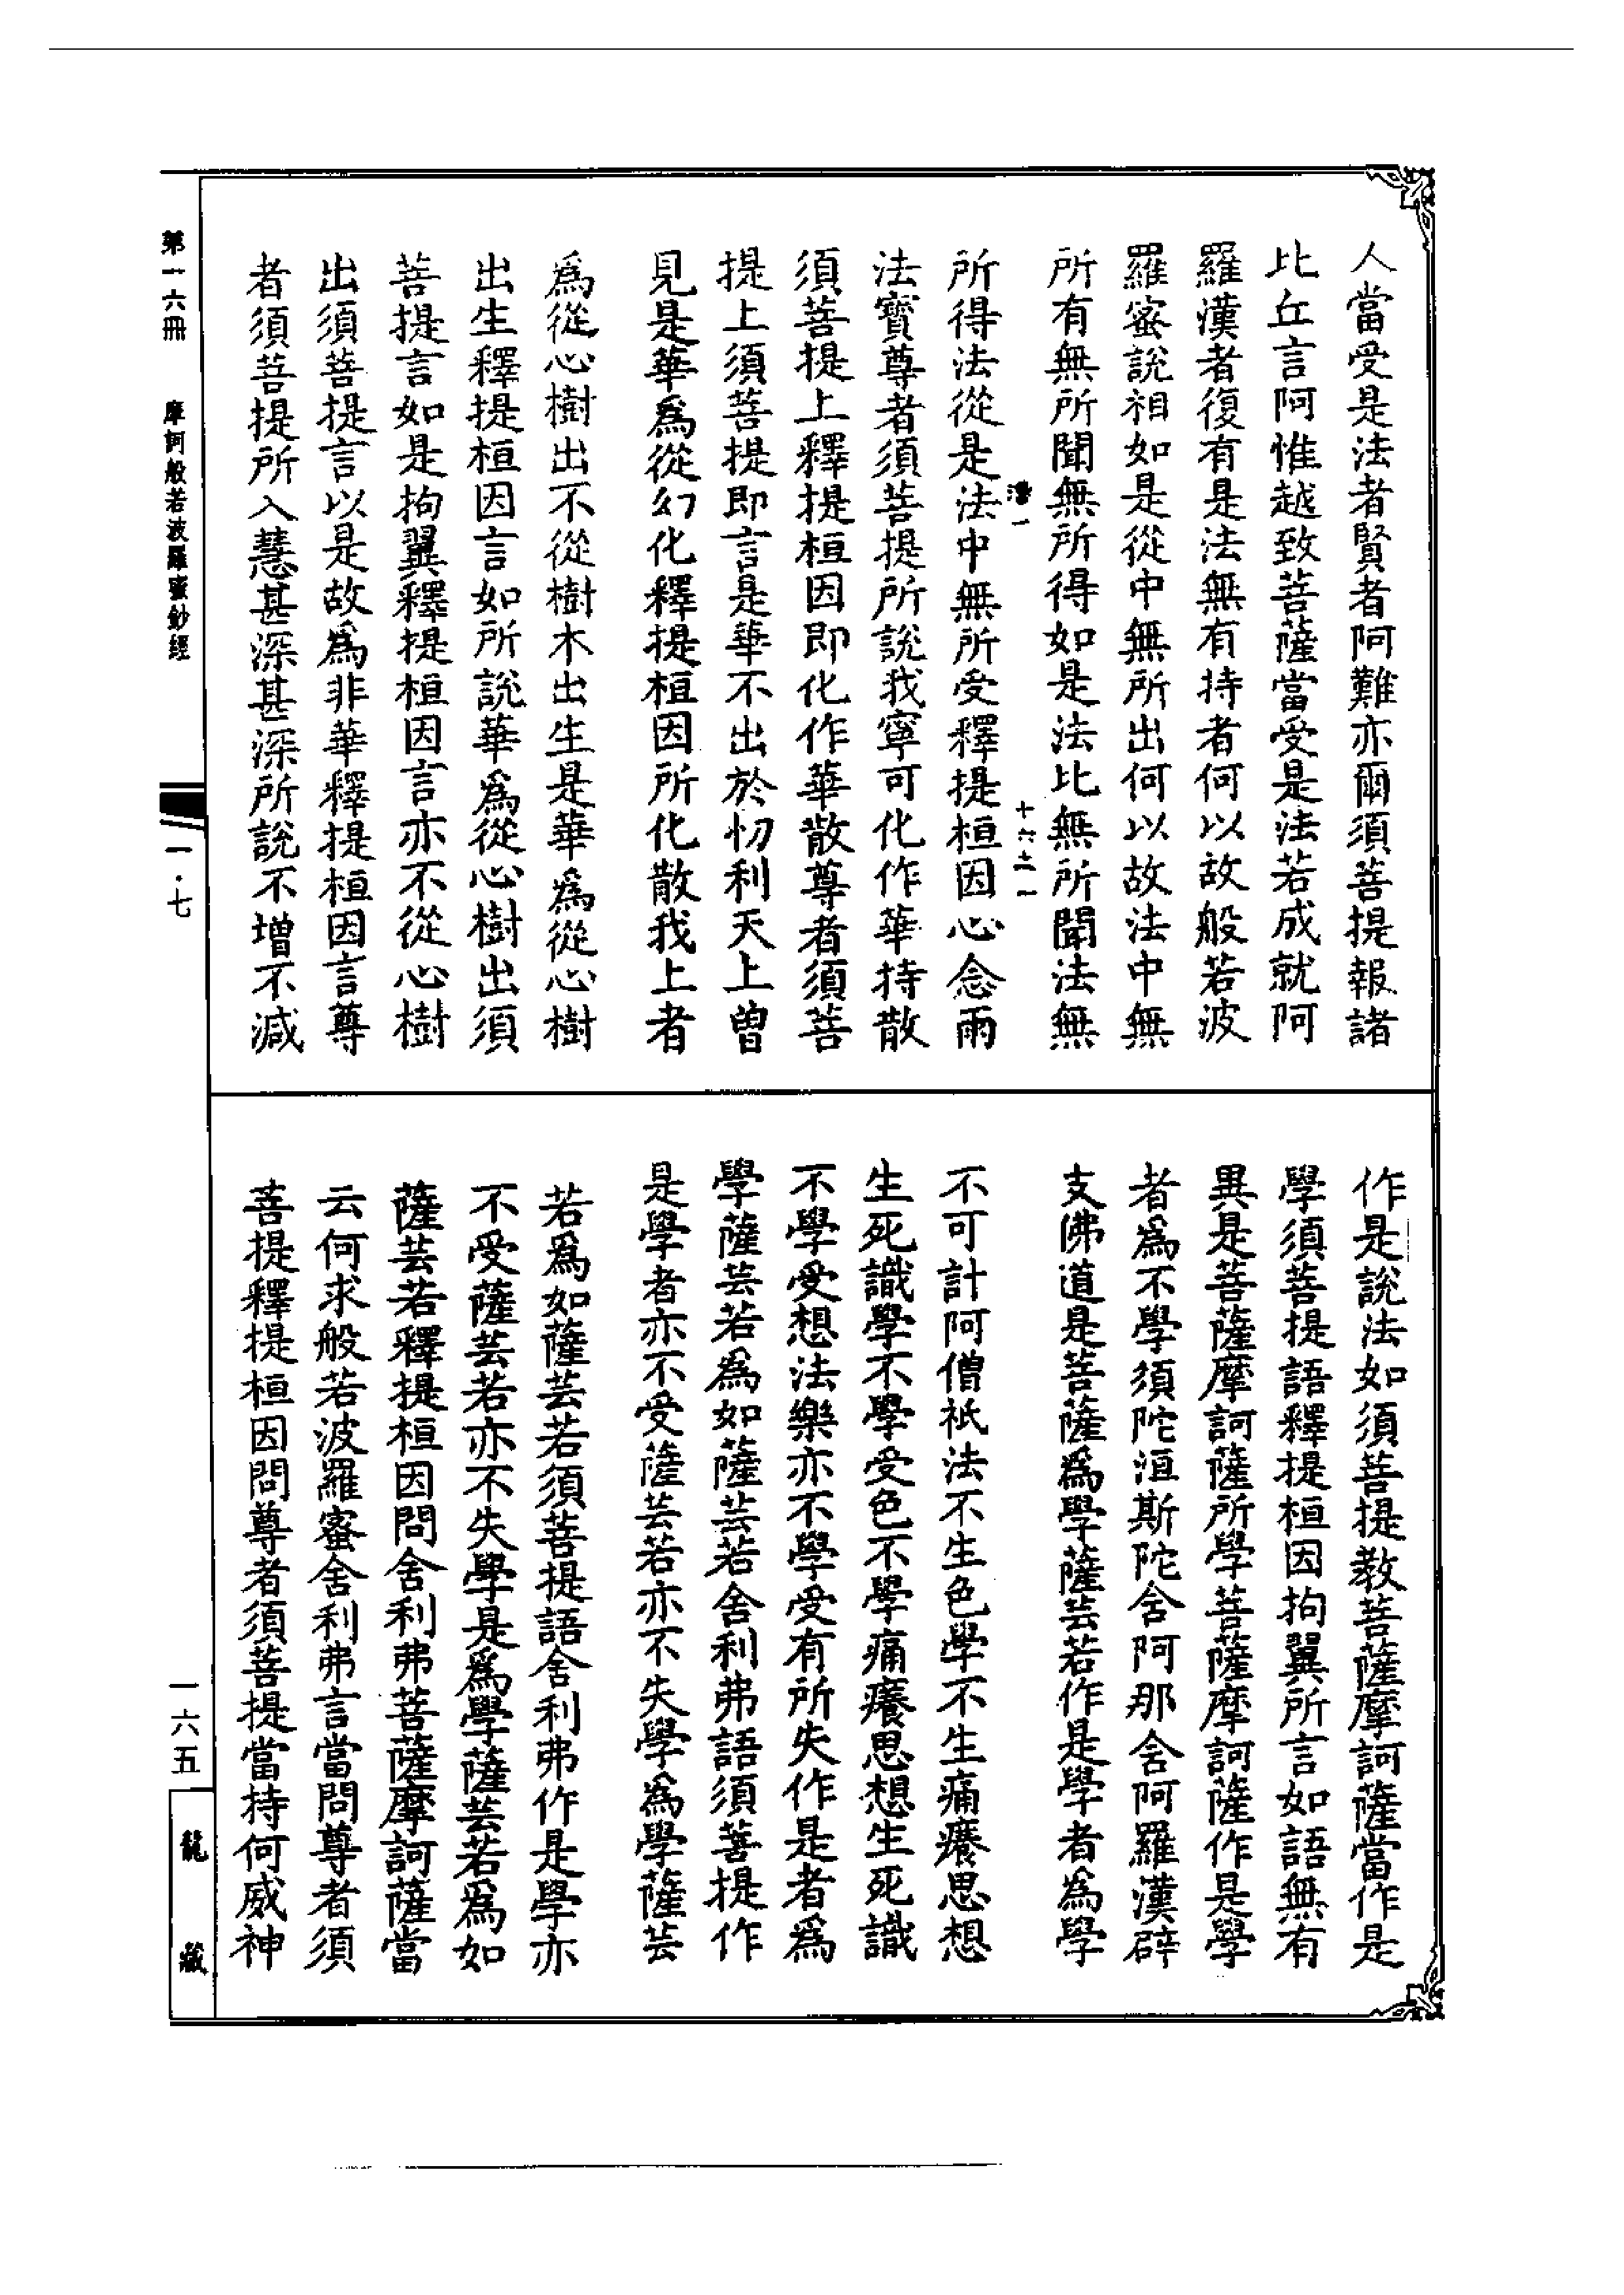 人當受是法者賢者阿難亦爾須菩提報諸
比丘言阿惟越致菩薩當受是法若成就阿
羅漢者復有是法無有持者何以故般若波
羅蜜說相如是從中無所出何以故法中無
所有無所聞無所得如是法比無所聞法無
所得法從是法中無所受釋提桓因心念雨
法寶尊者須菩提所說我寧可化作華持散
須菩提上釋提桓因即化作華散尊者須菩
提上須菩提即言是華不出於忉利天上曾
見是華為從幻化釋提桓因所化散我上者
為從心樹出不從樹木出生是華為從心樹
出生釋提桓因言如所說華為從心樹出須
菩提言如是拘翼釋提桓因言亦不從心樹
出須菩提言以是故為非華釋提桓因言尊
者須菩提所入慧甚深甚深所說不增不減
作是說法如須菩提教菩薩摩訶薩當作是
學須菩提語釋提桓因拘翼所言如語無有
異是菩薩摩訶薩所學菩薩摩訶薩作是學
者為不學須陀洹斯陀含阿那含阿羅漢辟
支佛道是菩薩為學薩芸若作是學者為學
不可計阿僧祇法不生色學不生痛癢思想
生死識學不學受色不學痛癢思想生死識
不學受想法樂亦不學受有所失作是者為
學薩芸若為如薩芸若舍利弗語須菩提作
是學者亦不受薩芸若亦不失學為學薩芸
若為如薩芸若須菩提語舍利弗作是學亦
不受薩芸若亦不失學是為學薩芸若為如
薩芸若釋提桓因問舍利弗菩薩摩訶薩當
云何求般若波羅蜜舍利弗言當問尊者須
菩提釋提桓因問尊者須菩提當持何威神
第一六冊 摩訶般若波羅蜜鈔經
一·七
一六五
龍藏